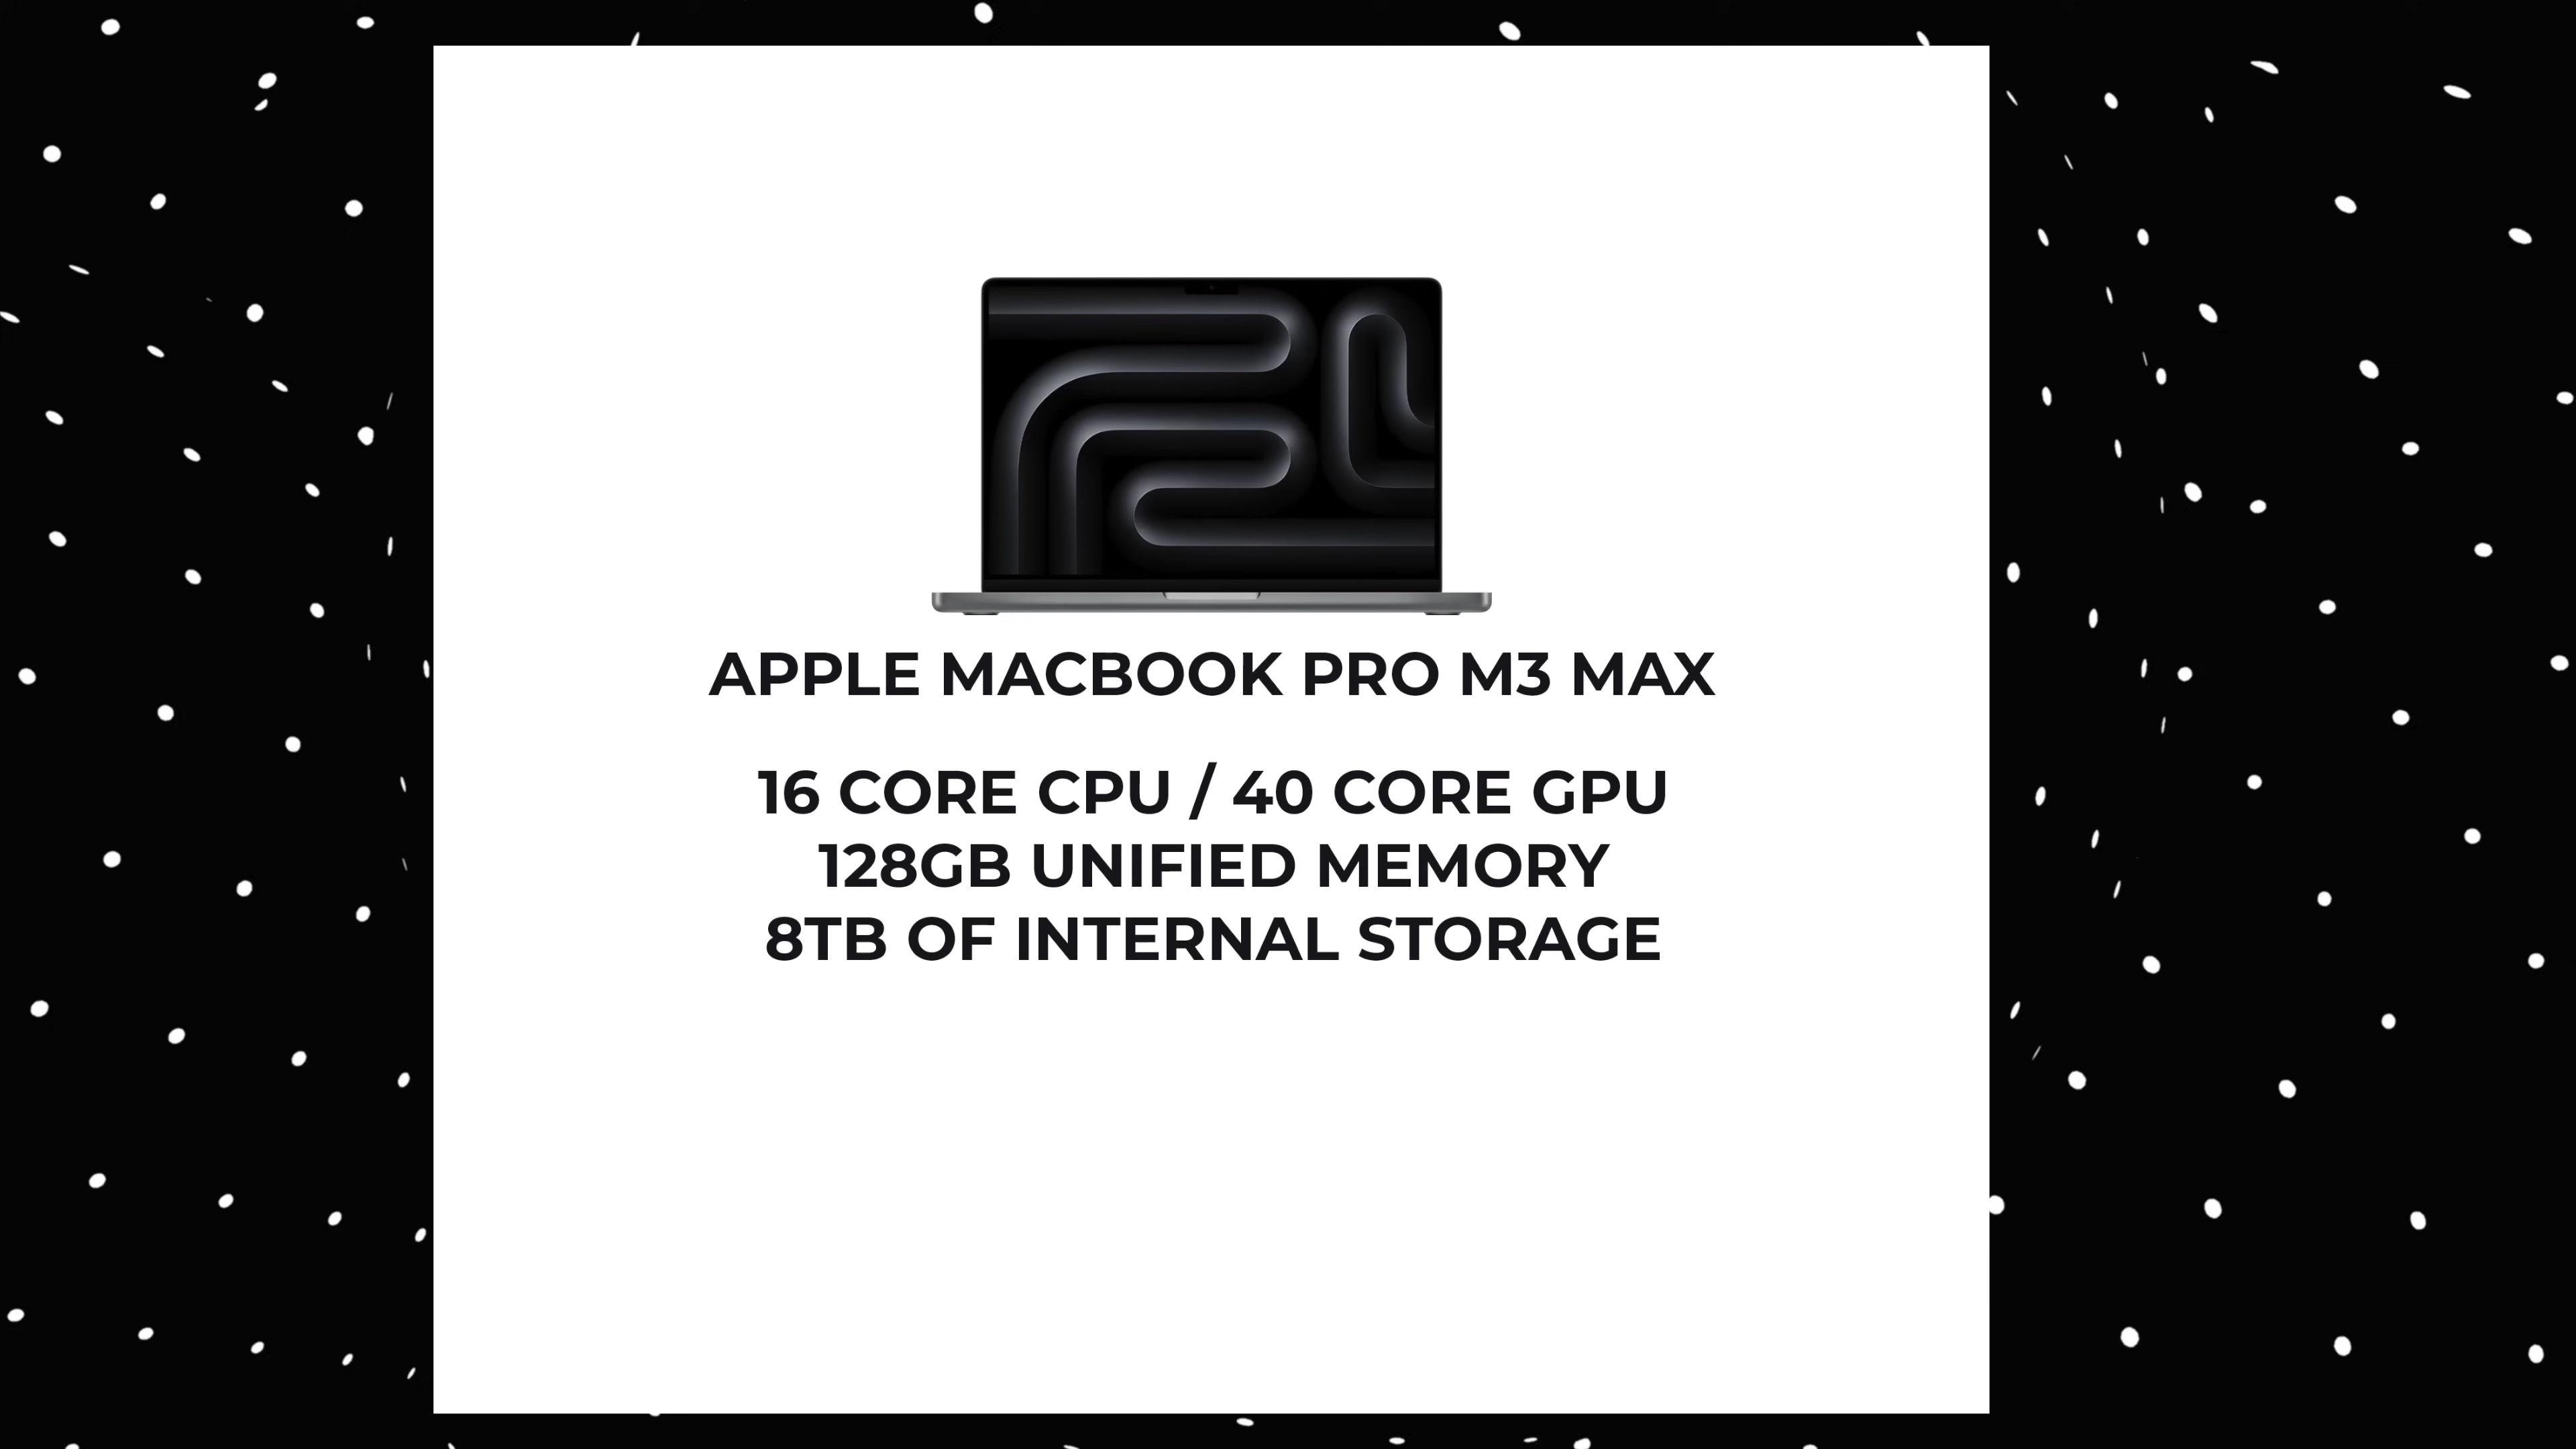 APPLE MACBOOK PRO M3 MAX
16 CORE CPU / 40 CORE GPU
128GB UNIFIED MEMORY
8TB OF INTERNAL STORAGE